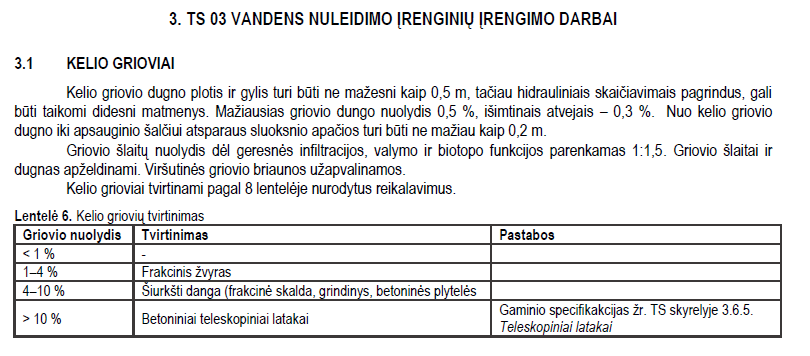 3. TS 03 VANDENS NULEIDIMO ĮRENGINIŲ ĮRENGIMO DARBAI
3.1 KELIO GRIOVIAI
Kelio griovio dugno plotis ir gylis turi būti ne mažesni kaip 0,5 m, tačiau hidrauliniais skaičiavimais pagrindus, gali
būti taikomi didesni matmenys. Mažiausias griovio dungo nuolydis 0,5 %, išimtinais atvejais – 0,3 %. Nuo kelio griovio
dugno iki apsauginio šalčiui atsparaus sluoksnio apačios turi būti ne mažiau kaip 0,2 m.
Griovio šlaitų nuolydis dėl geresnės infiltracijos, valymo ir biotopo funkcijos parenkamas 1:1,5. Griovio šlaitai ir
dugnas apželdinami. Viršutinės griovio briaunos užapvalinamos.
Kelio grioviai tvirtinami pagal 8 lentelėje nurodytus reikalavimus.
Lentelė 6. Kelio griovių tvirtinimas
Griovio nuolydis Tvirtinimas Pastabos
< 1 % -
1–4 % Frakcinis žvyras
4–10 % Šiurkšti danga (frakcinė skalda, grindinys, betoninės plytelės
> 10 % Betoniniai teleskopiniai latakai Gaminio specifikakcijas žr. TS skyrelyje 3.6.5.
Teleskopiniai latakai